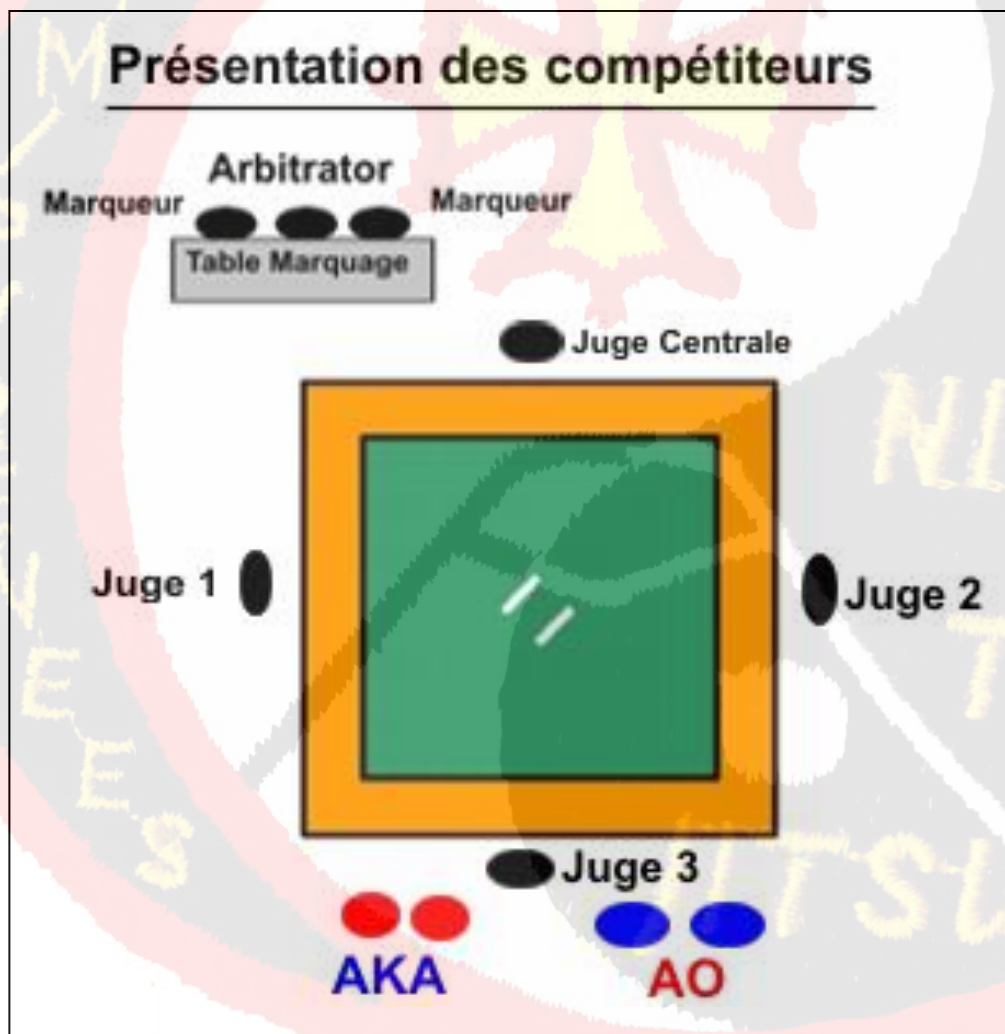 Présentation des compétiteurs
Arbitrator
Marqueur
Marqueur
Table Marquage
Juge Centrale
Juge 1
Juge 2
Juge 3
AKA
AO